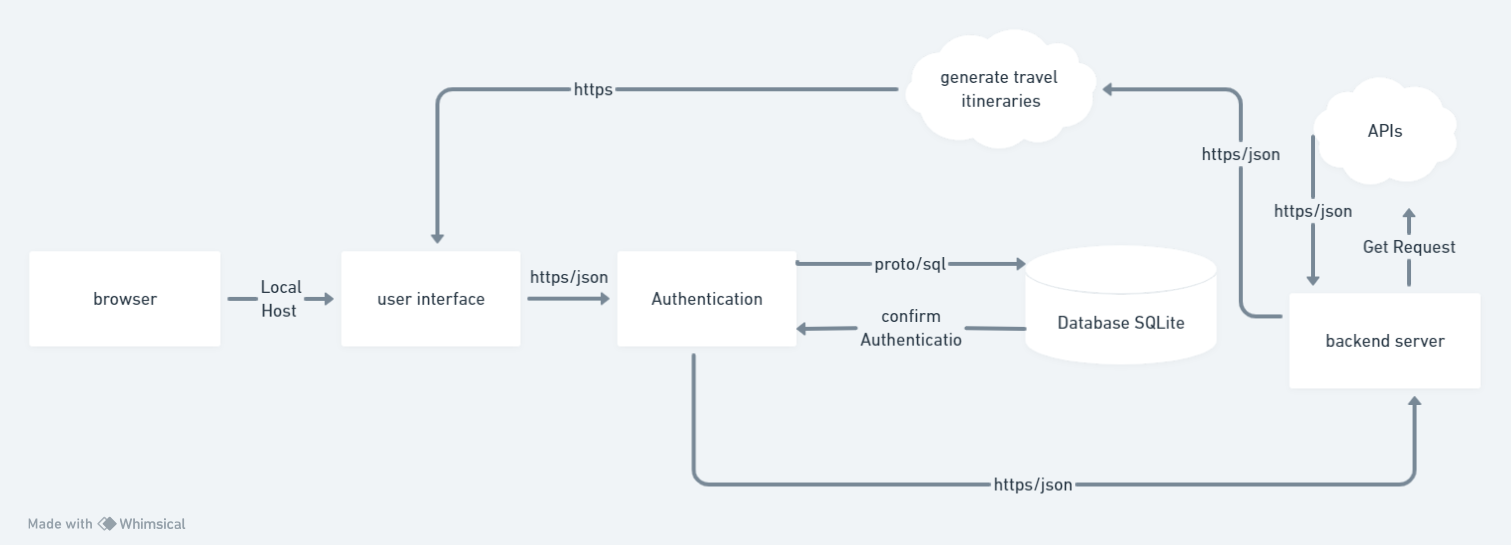 generate travel
itineraries
https
APIs
https/json
https/json
Get Request
browser
Local
Host
user interface
https/json
Authentication
proto/sql
confirm
Authenticatio
Database SQLite
backend server
https/json
Made with Whimsical